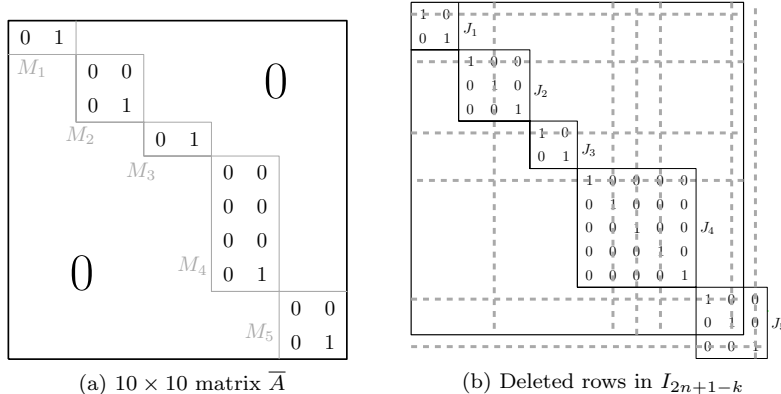 0 1
M₁
0 0
0
0 1
M₂
0 1
M₃
0 0
0 0
0 0
0
M₄ 0 1
0 0
M₅
0 1
(a) 10 × 10 matrix A̅
1 0
J₁
0 1
1 0 0
0 1 0
J₂
0 0 1
1 0
J₃
0 1
1 0 0 0 0
0 1 0 0 0
0 0 1 0 0
J₄
0 0 0 1 0
0 0 0 0 1
1 0 0
0 1 0
J
0 0 1
(b) Deleted rows in I₂ₙ₊₁₋ₖ